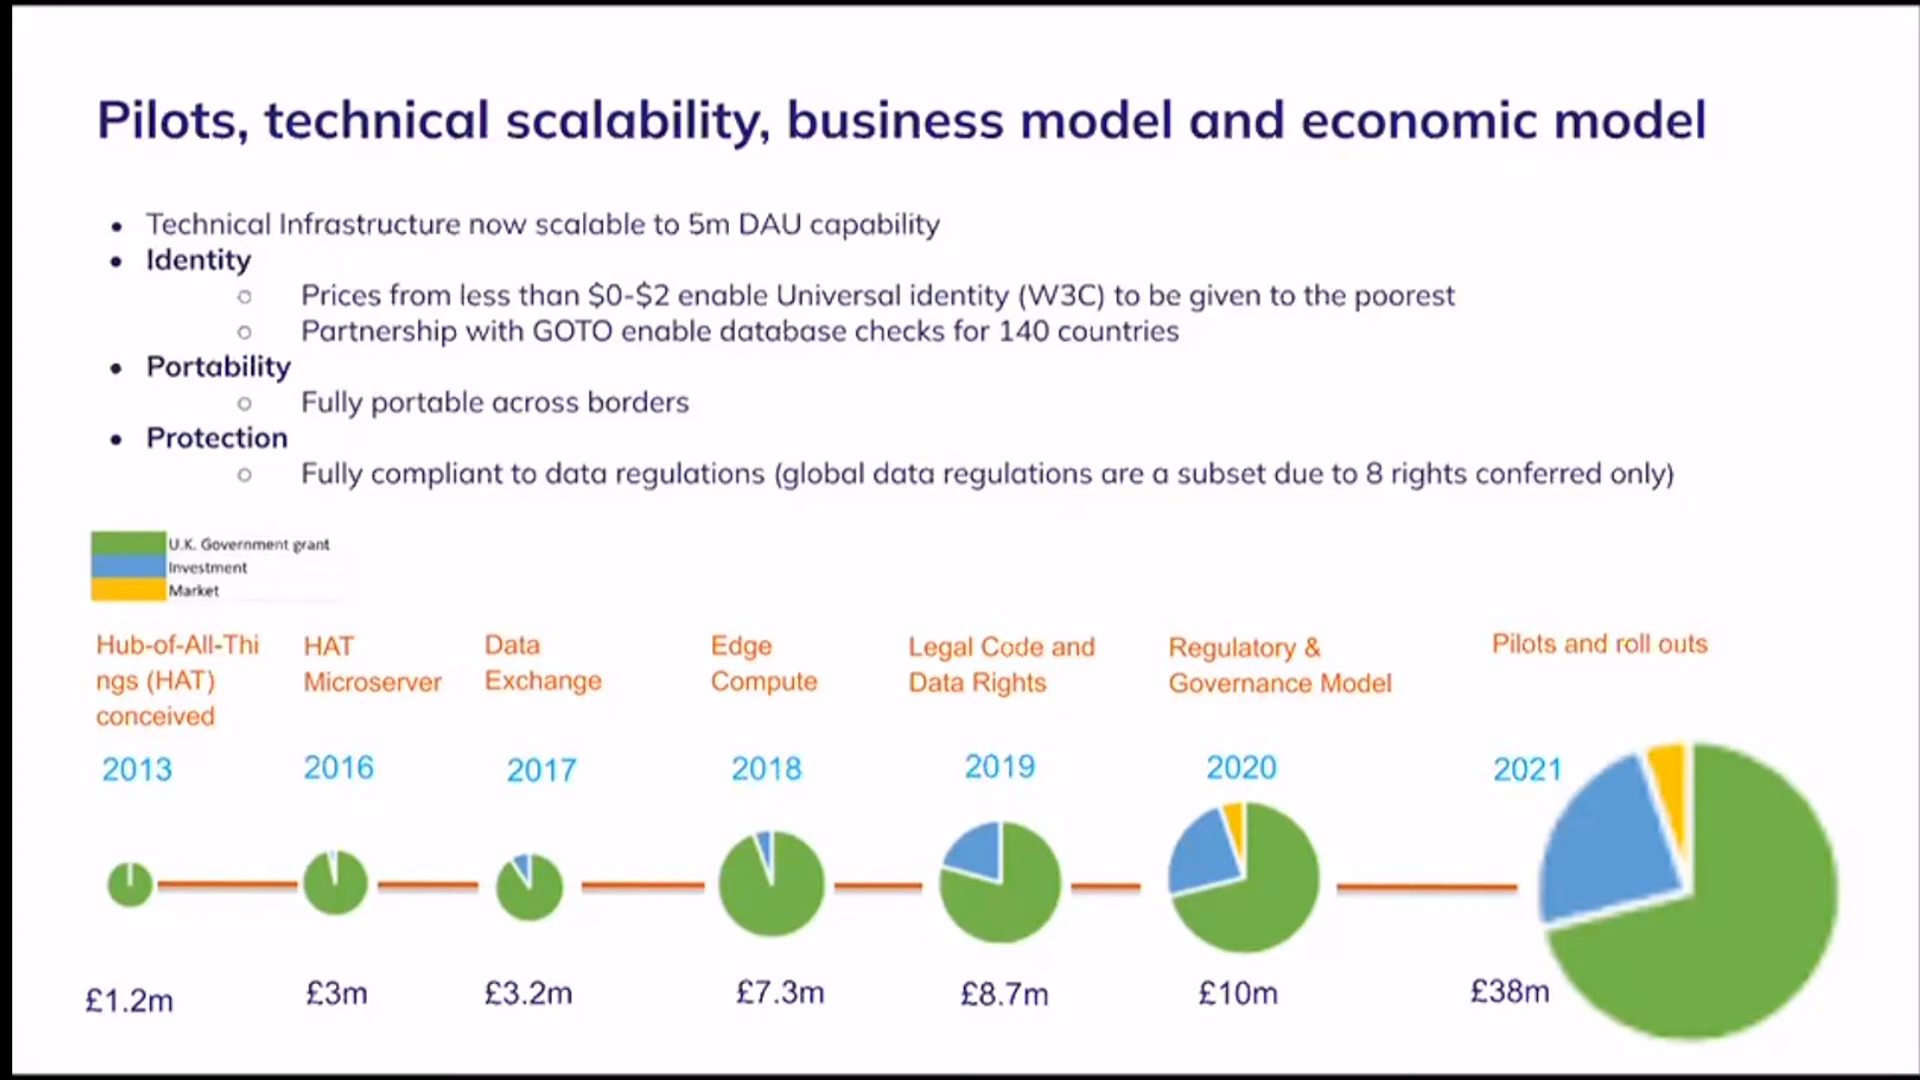 Pilots, technical scalability, business model and economic model
Technical Infrastructure now scalable to 5m DAU capability
Identity
Prices from less than $0-$2 enable Universal identity (W3C) to be given to the poorest
Partnership with GOTO enable database checks for 140 countries
Portability
Fully portable across borders
Protection
Fully compliant to data regulations (global data regulations are a subset due to 8 rights conferred only)
U.K. Government grant
Investment
Market
Hub-of-All-Thi
ngs (HAT)
conceived
HAT
Microserver
Data
Exchange
Edge
Compute
Legal Code and
Data Rights
Regulatory &
Governance Model
Pilots and roll outs
2013
2016
2017
2018
2019
2020
2021
£1.2m
£3m
£3.2m
£7.3m
£8.7m
£10m
£38m